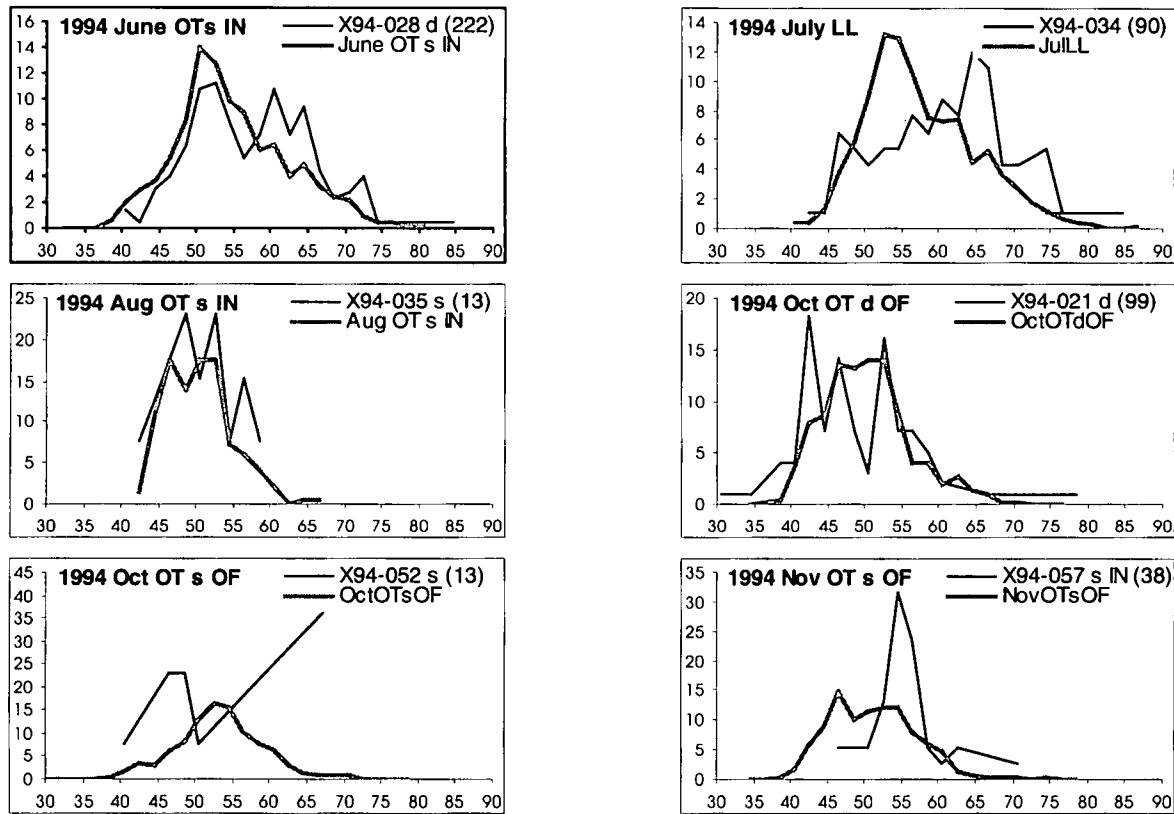 1994 June OTs IN
X94-028 d (222)
June OT s IN
16
14
12
10
8
6
4
2
0
30 35 40 45 50 55 60 65 70 75 80 85 90
1994 July LL
X94-034 (90)
JulLL
14
12
10
8
6
4
2
0
30 35 40 45 50 55 60 65 70 75 80 85 90
1994 Aug OT s IN
X94-035 s (13)
Aug OT s IN
25
20
15
10
5
0
30 35 40 45 50 55 60 65 70 75 80 85 90
1994 Oct OT d OF
X94-021 d (99)
OctOTdOF
20
15
10
5
0
30 35 40 45 50 55 60 65 70 75 80 85 90
1994 Oct OT s OF
X94-052 s (13)
OctOTsOF
45
40
35
30
25
20
15
10
5
0
30 35 40 45 50 55 60 65 70 75 80 85 90
1994 Nov OT s OF
X94-057 s IN (38)
NovOTsOF
35
30
25
20
15
10
5
0
30 35 40 45 50 55 60 65 70 75 80 85 90